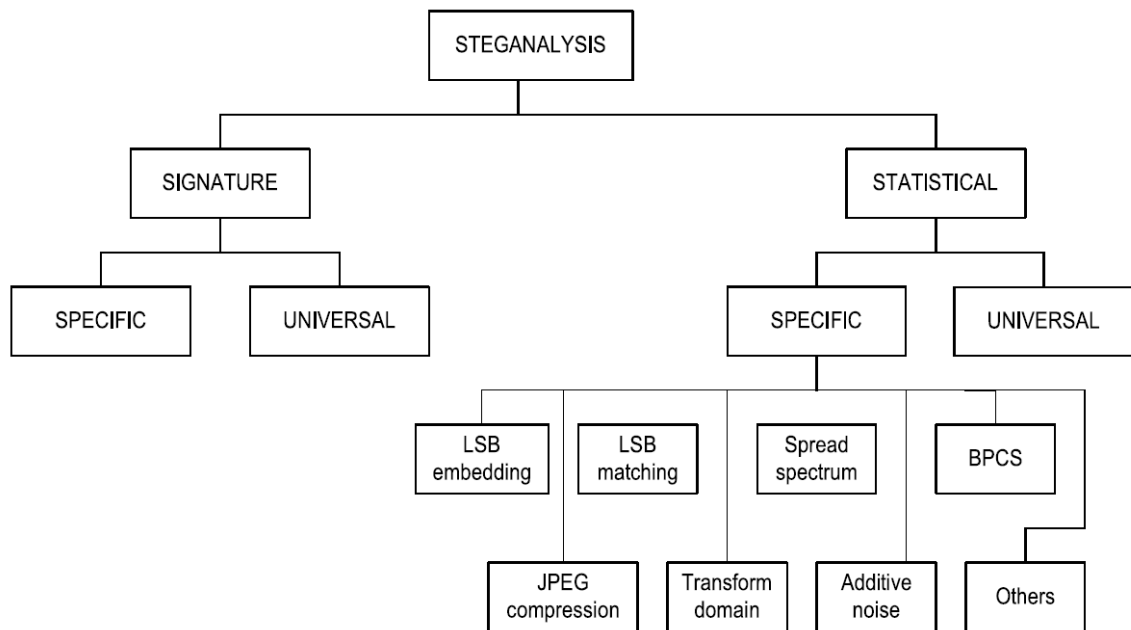 STEGANALYSIS
SIGNATURE
STATISTICAL
SPECIFIC
UNIVERSAL
SPECIFIC
UNIVERSAL
LSB
embedding
LSB
matching
Spread
spectrum
BPCS
JPEG
compression
Transform
domain
Additive
noise
Others